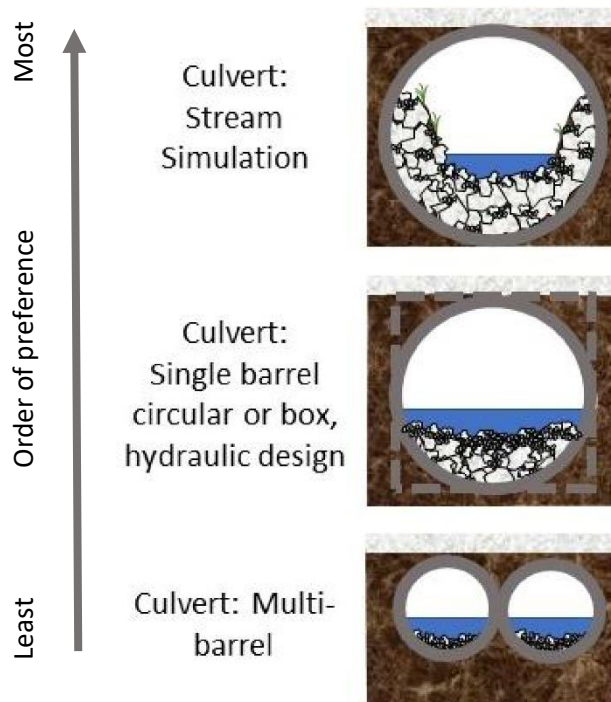 Most
Culvert:
Stream
Simulation
Order of preference
Culvert:
Single barrel
circular or box,
hydraulic design
Least
Culvert: Multi-
barrel